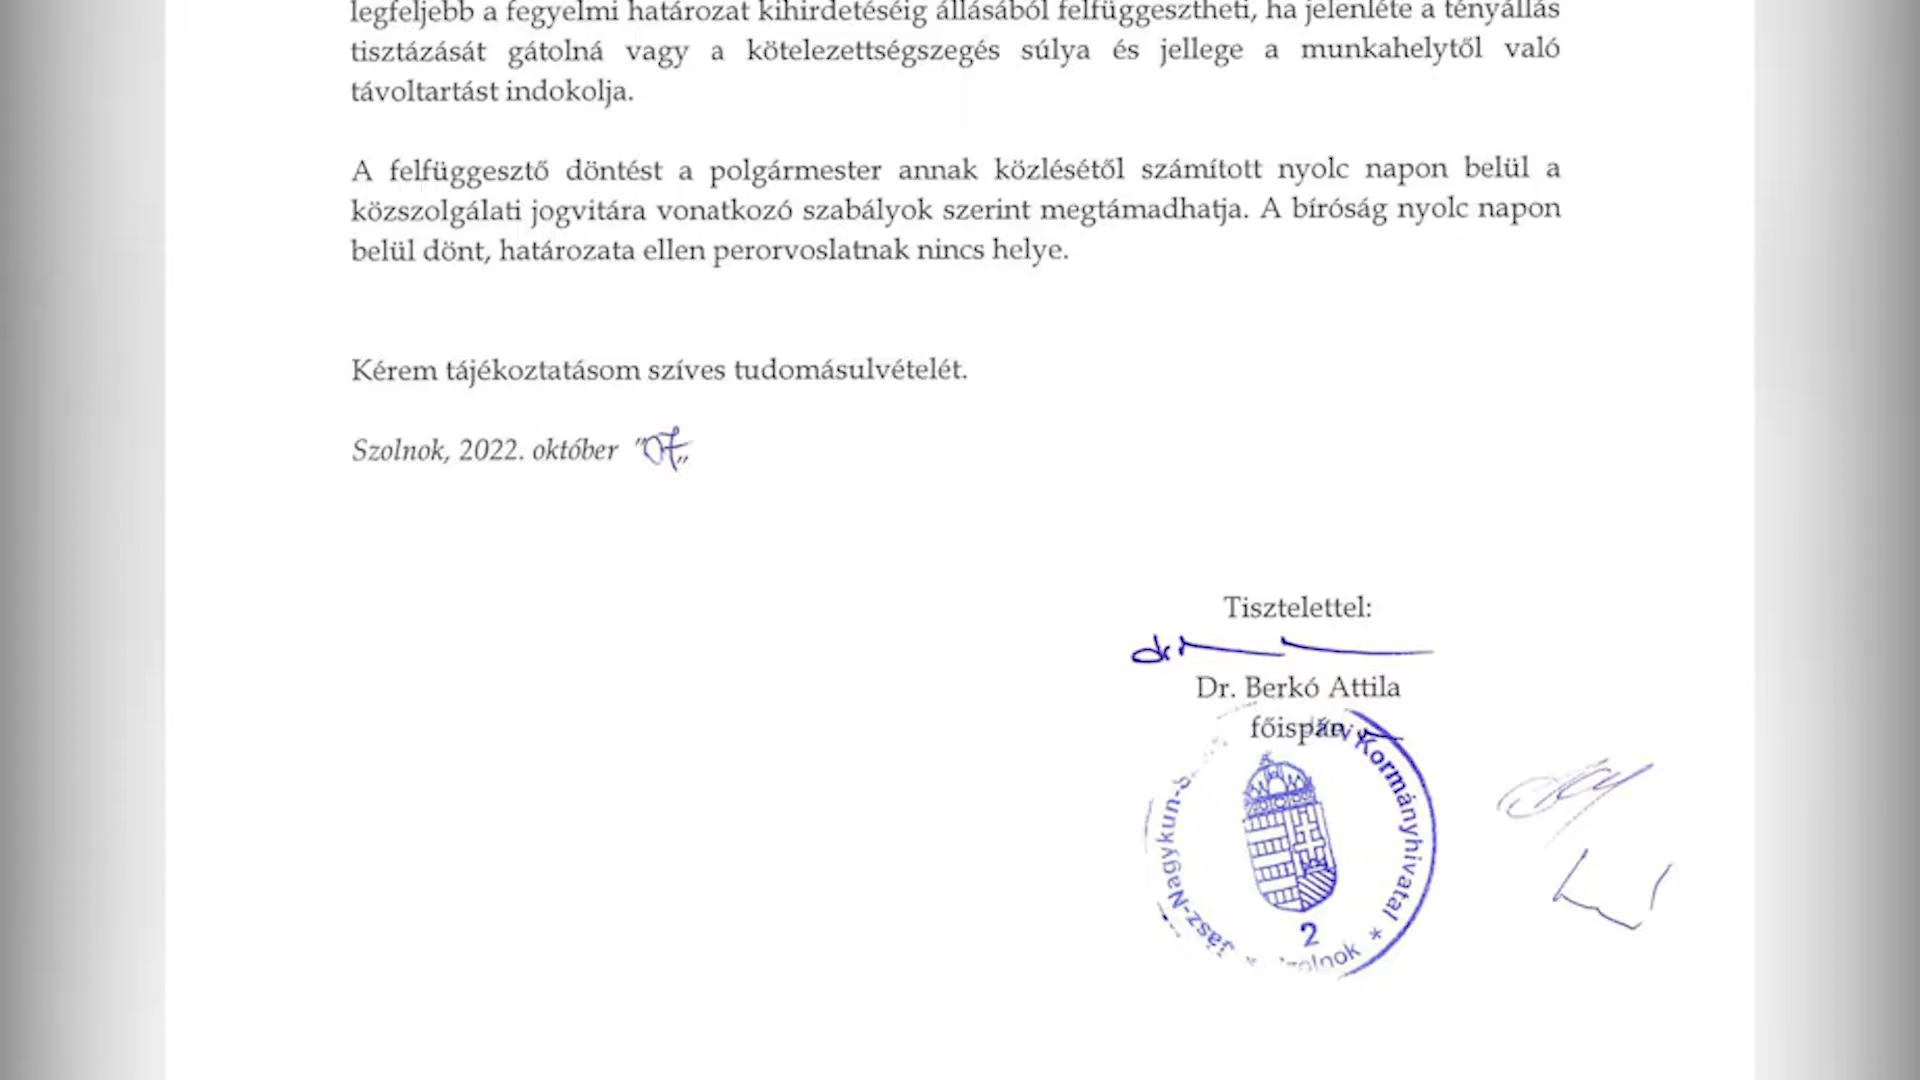 legfeljebb a fegyelmi határozat kihirdetéséig állásából felfüggesztheti, ha jelenléte a tényállás
tisztázását gátolná vagy a kötelezettségszegés súlya és jellege a munkahelytől való
távoltartást indokolja.
A felfüggesztő döntést a polgármester annak közlésétől számított nyolc napon belül a
közszolgálati jogvitára vonatkozó szabályok szerint megtámadhatja. A bíróság nyolc napon
belül dönt, határozata ellen perorvoslatnak nincs helye.
Kérem tájékoztatásom szíves tudomásulvételét.
Szolnok, 2022. október "07„
Tisztelettel:
Dr. Berkó Attila
főispán
Jász-Nagykun-S
Kormányhivatal *
2